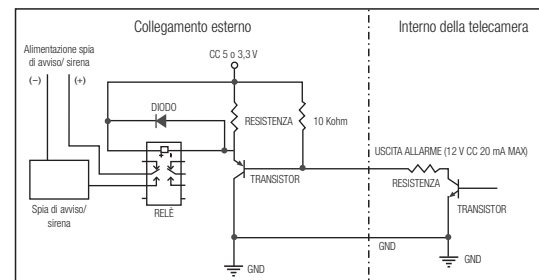 Collegamento esterno
Interno della telecamera
Alimentazione spia
di avviso/ sirena
(−)
(+)
CC 5 o 3,3 V
DIODO
RESISTENZA
10 Kohm
USCITA ALLARME (12 V CC 20 mA MAX)
RESISTENZA
TRANSISTOR
TRANSISTOR
Spia di avviso/
sirena
RELÈ
GND
GND
GND